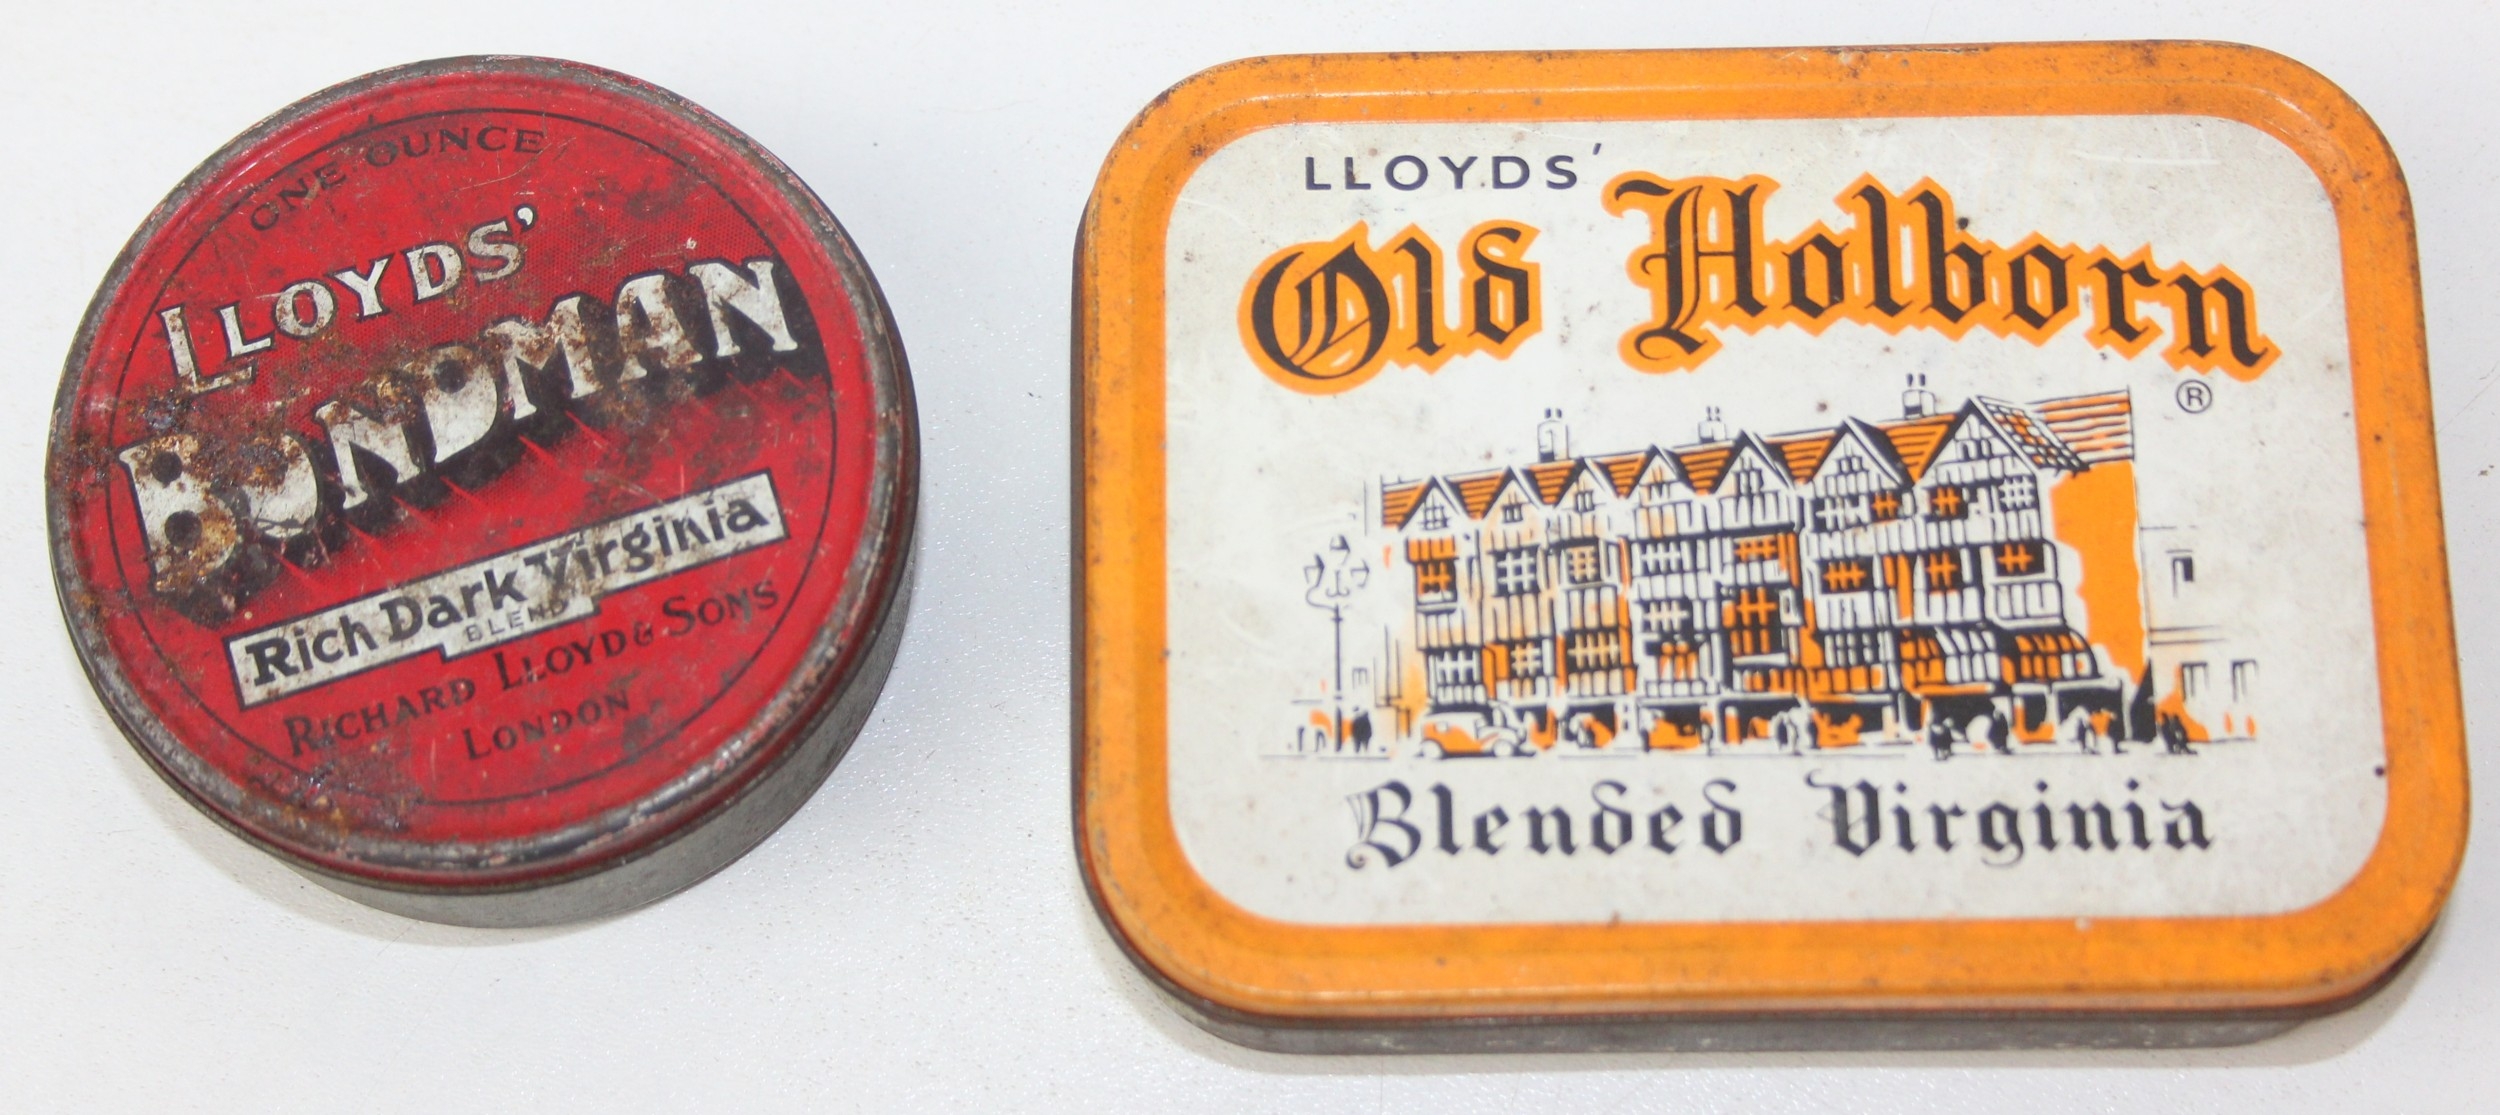 ONE OUNCE
LLOYDS'
BONDMAN
Rich Dark Virginia
BLEND
RICHARD LLOYD & SONS
LONDON
LLOYDS'
Old Holborn
®
Blended Virginia